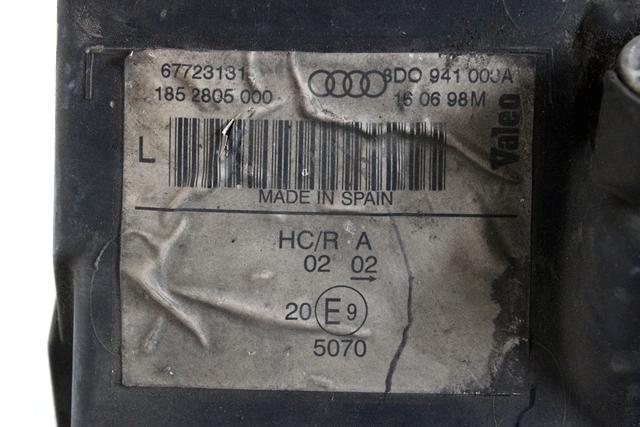 67723131 8D0 941 003A
185 2805 000 16 06 98M
Valeo
L
MADE IN SPAIN
HC/R A
02 02
20 E9
5070